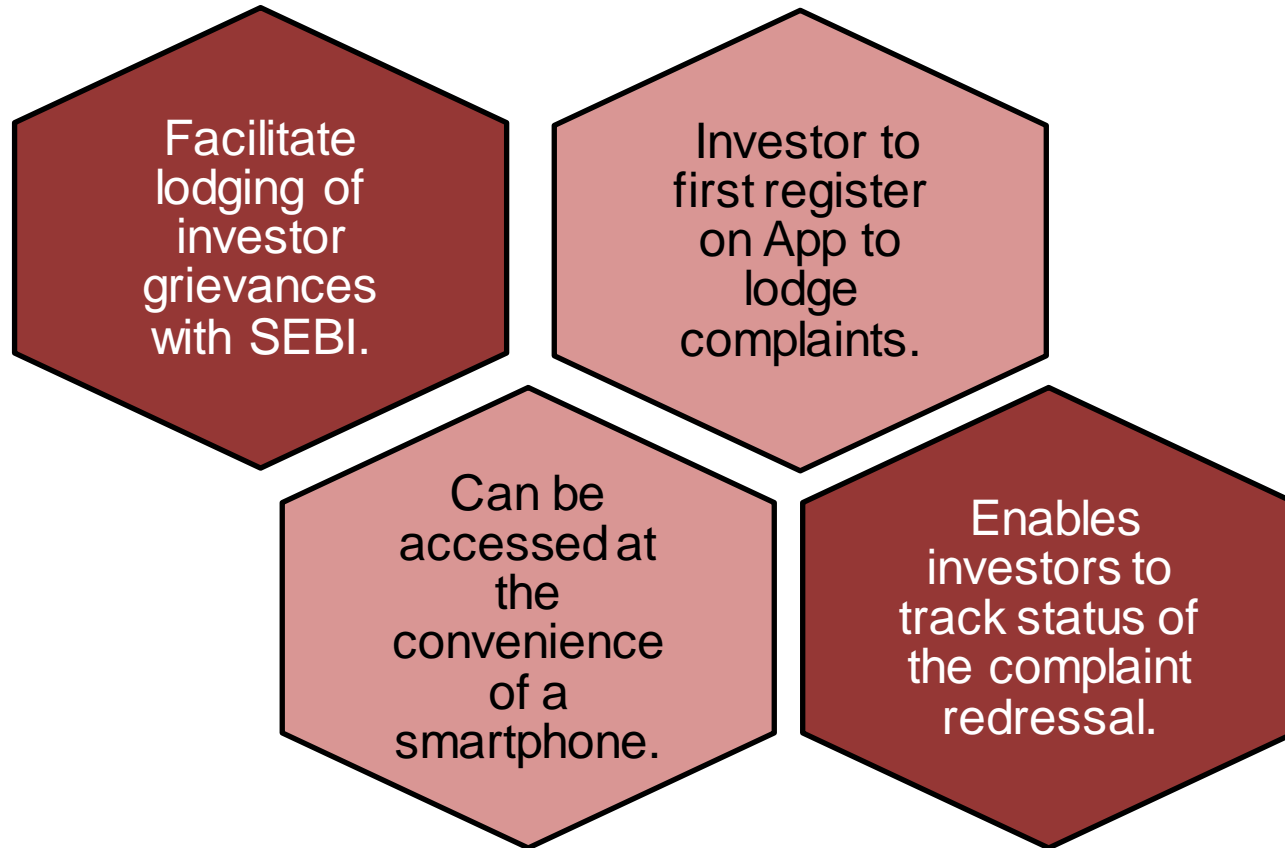 Facilitate
lodging of
investor
grievances
with SEBI.
Investor to
first register
on App to
lodge
complaints.
Can be
accessed at
the
convenience
of a
smartphone.
Enables
investors to
track status of
the complaint
redressal.